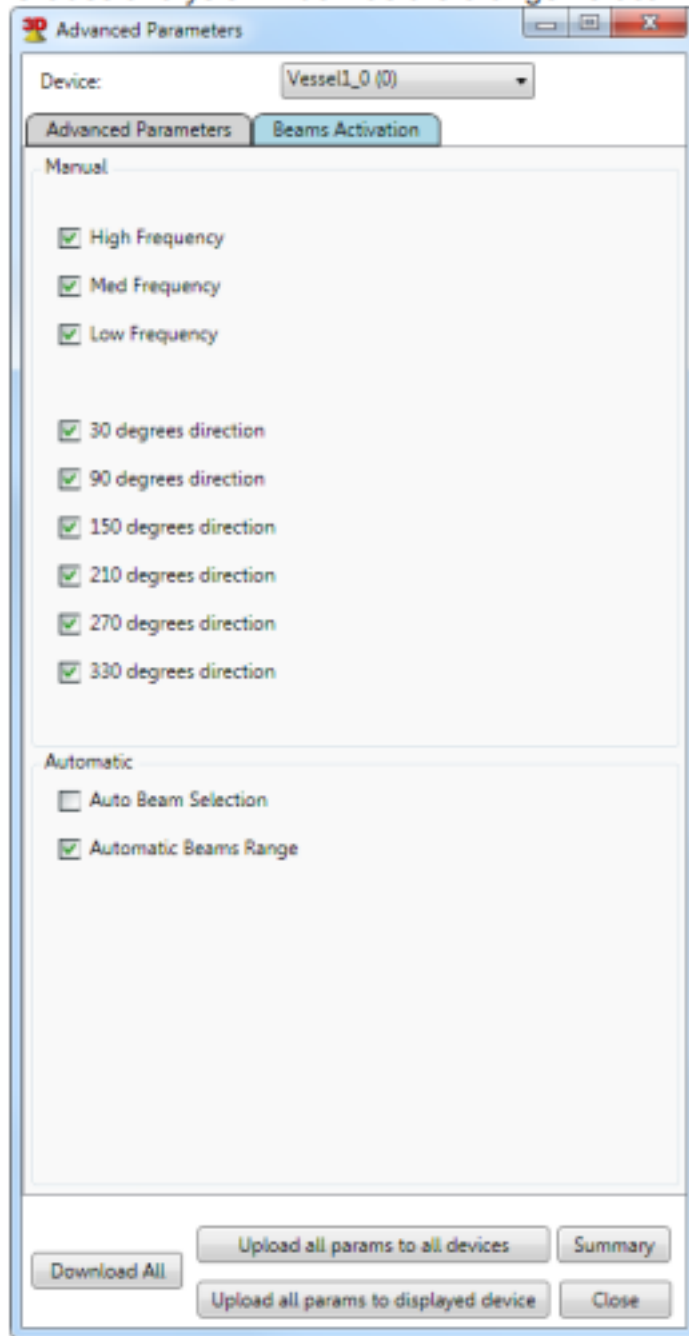 3D Advanced Parameters
Device: Vessel1_0 (0)
Advanced Parameters Beams Activation
Manual
High Frequency
Med Frequency
Low Frequency
30 degrees direction
90 degrees direction
150 degrees direction
210 degrees direction
270 degrees direction
330 degrees direction
Automatic
Auto Beam Selection
Automatic Beams Range
Download All
Upload all params to all devices Summary
Upload all params to displayed device Close